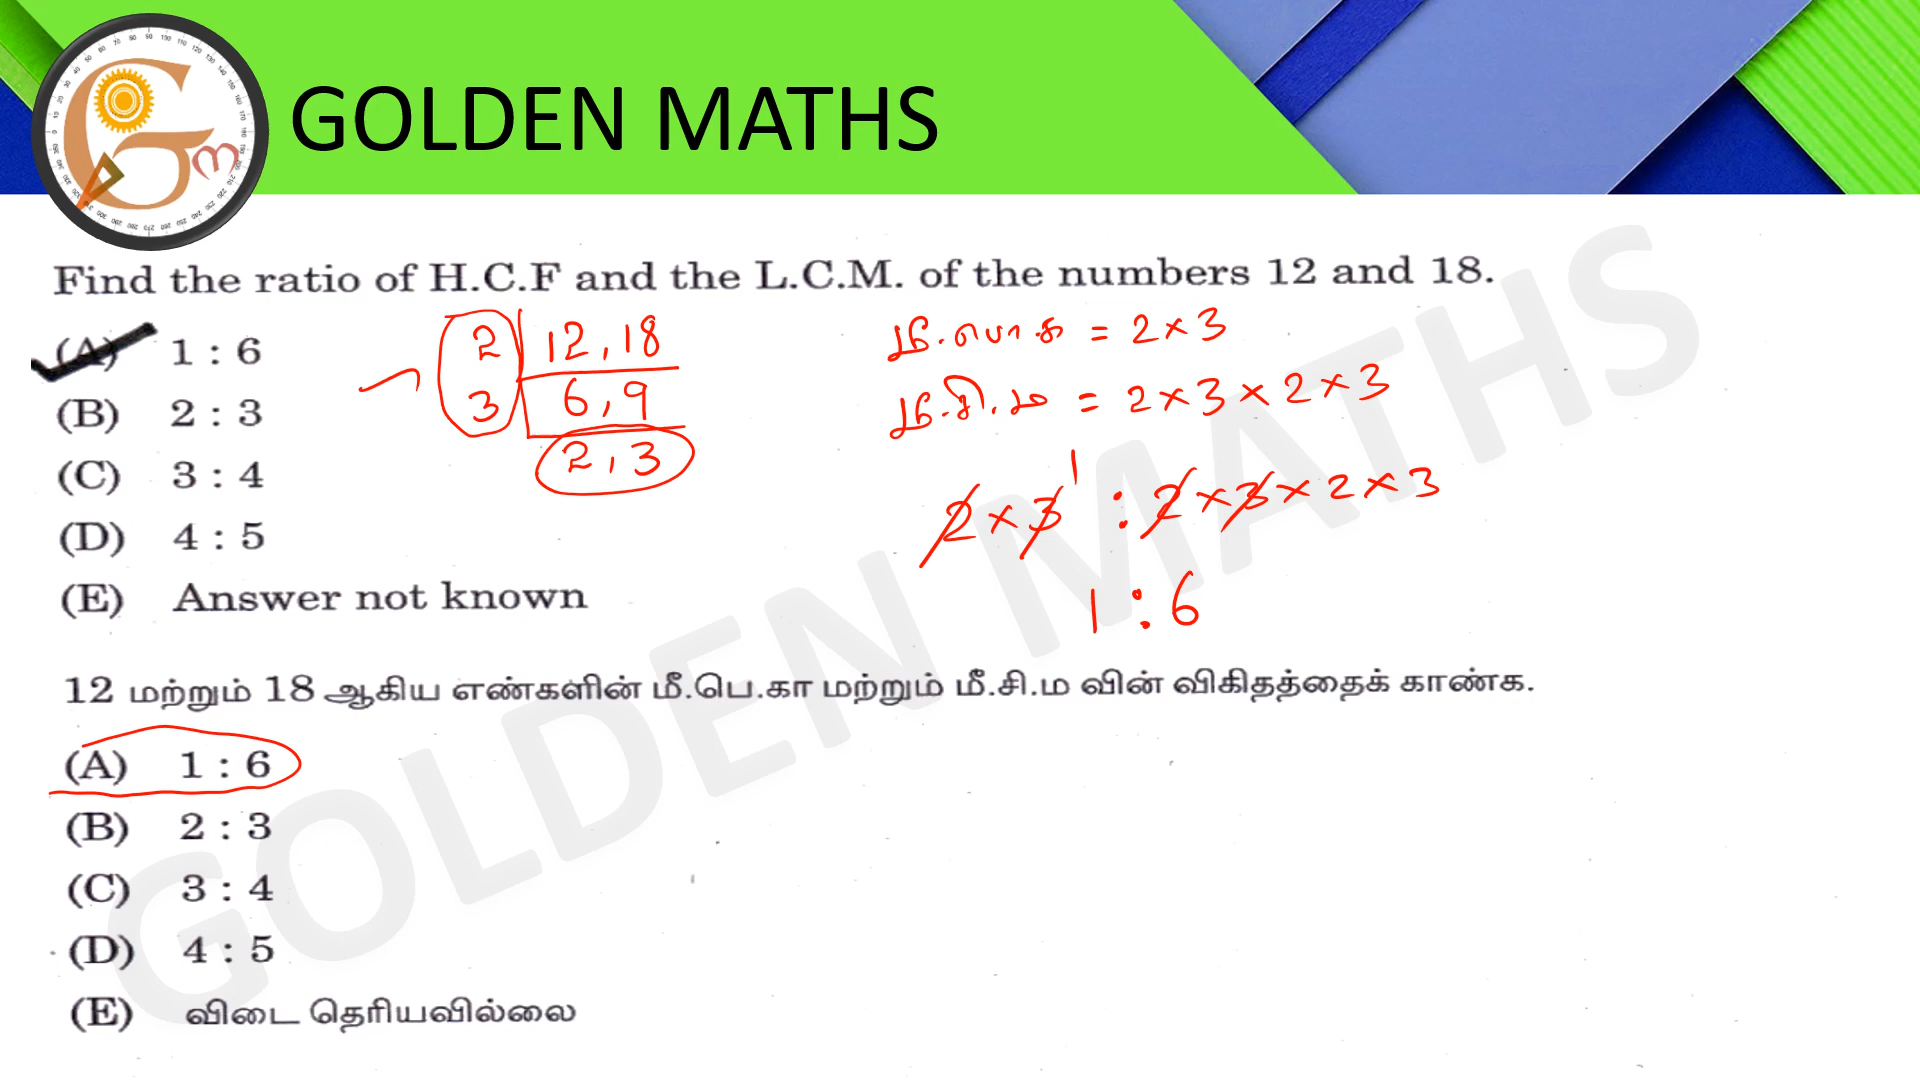 GOLDEN MATHS
Find the ratio of H.C.F and the L.C.M. of the numbers 12 and 18.
(A) 1 : 6
(B) 2 : 3
(C) 3 : 4
(D) 4 : 5
(E) Answer not known
2 | 12, 18
3 | 6, 9
2, 3
மீ.பொ.க = 2 × 3
மீ.சி.ம = 2 × 3 × 2 × 3
1
2 × 3 : 2 × 3 × 2 × 3
1 : 6
12 மற்றும் 18 ஆகிய எண்களின் மீ.பெ.கா மற்றும் மீ.சி.ம வின் விகிதத்தைக் காண்க.
(A) 1 : 6
(B) 2 : 3
(C) 3 : 4
(D) 4 : 5
(E) விடை தெரியவில்லை
GOLDEN MATHS